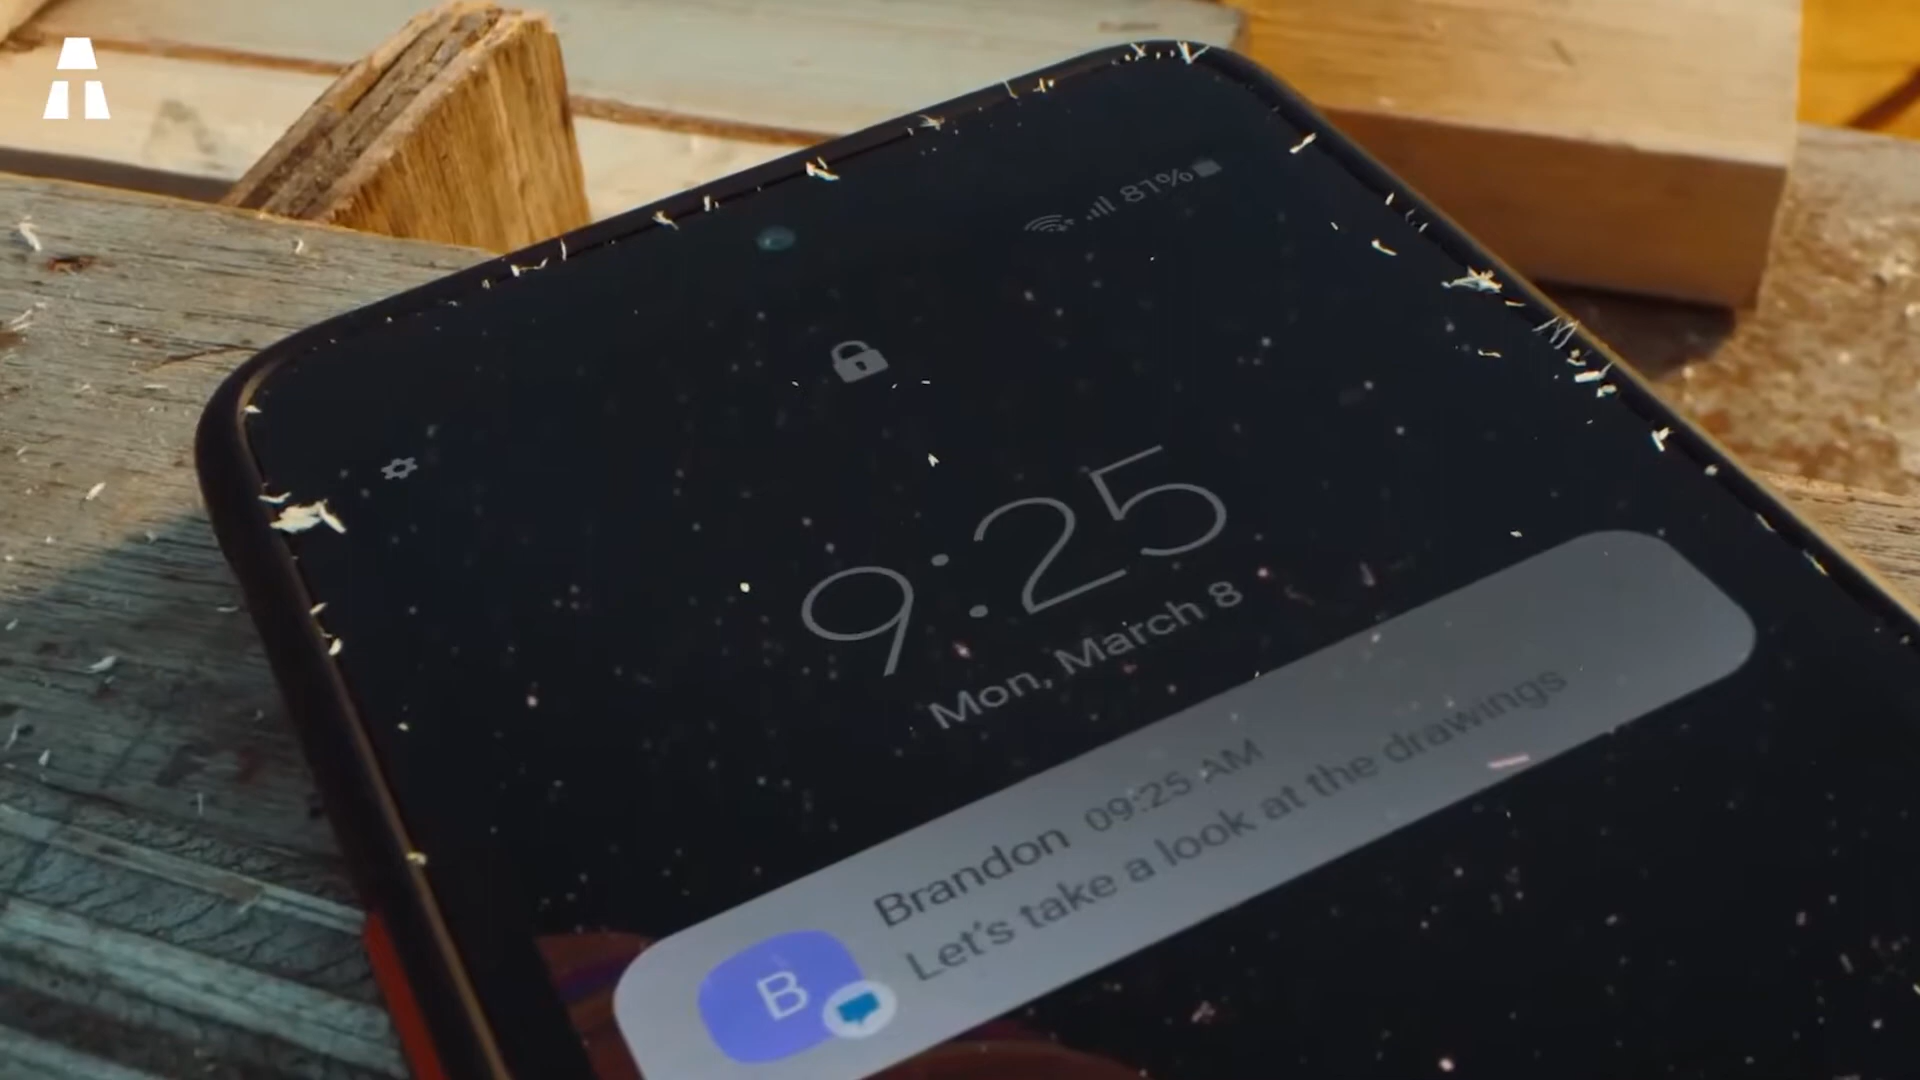 81%
9:25
Mon, March 8
Brandon 09:25 AM
Let's take a look at the drawings
B